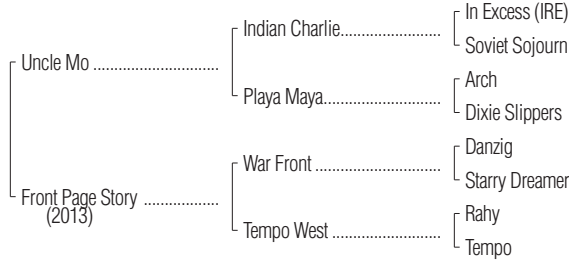 In Excess (IRE)
Indian Charlie..........................
Soviet Sojourn
Uncle Mo ................................
Arch
Playa Maya..............................
Dixie Slippers
Danzig
War Front ................................
Starry Dreamer
Front Page Story ...................
(2013)
Rahy
Tempo West ............................
Tempo